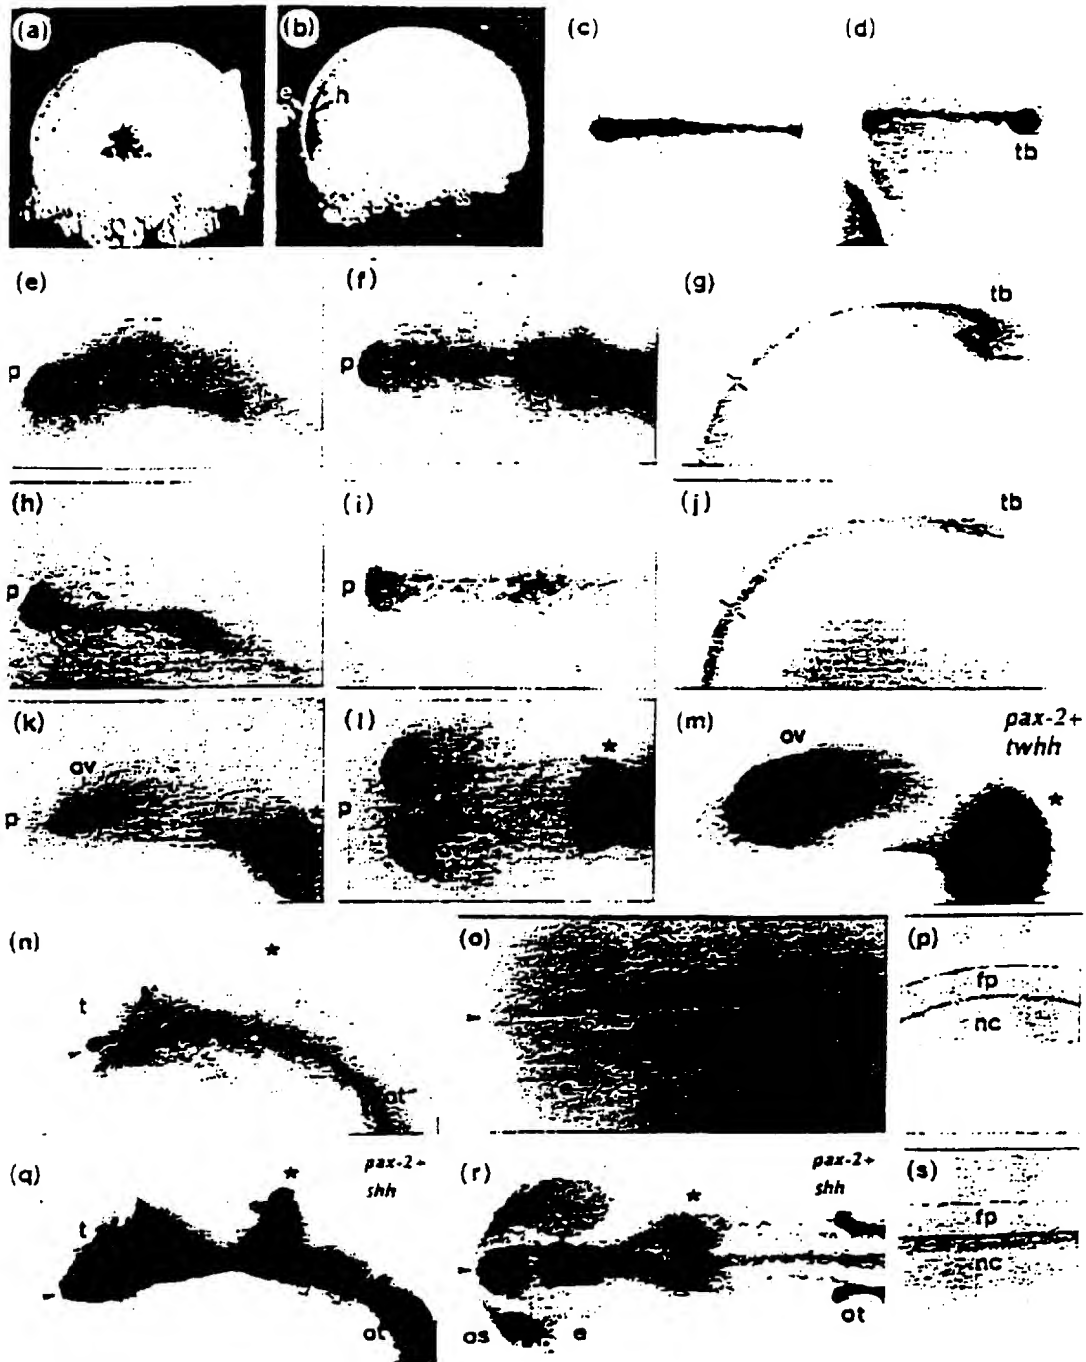 (a)
(b)
e
h
(c)
(d)
tb
(e)
p
(f)
p
(g)
tb
(h)
p
(i)
p
(j)
tb
(k)
ov
p
(l)
*
p
(m)
ov
pax-2+
twhh
*
(n)
*
t
ot
(o)
(p)
fp
nc
(q)
pax-2+
shh
*
t
ot
(r)
pax-2+
shh
*
os
e
ot
(s)
fp
nc